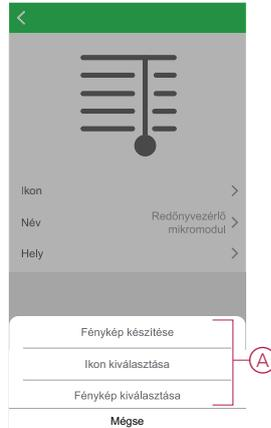 Ikon
Név
Redőnyvezérlő
mikromodul
Hely
Fénykép készítése
Ikon kiválasztása
Fénykép kiválasztása
Mégse
A